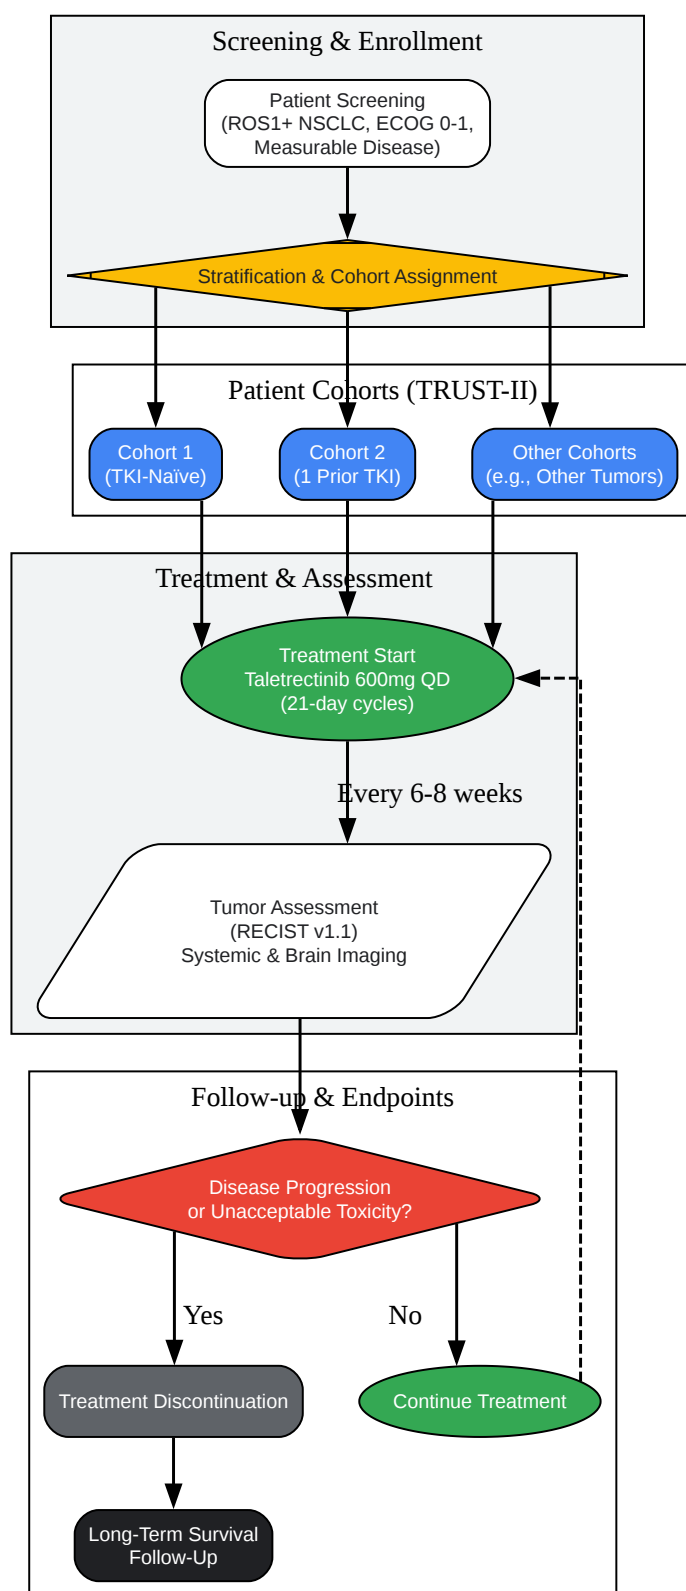 Screening & Enrollment
Patient Screening
(ROS1+ NSCLC, ECOG 0-1,
Measurable Disease)
Stratification & Cohort Assignment
Patient Cohorts (TRUST-II)
Cohort 1
(TKI-Naïve)
Cohort 2
(1 Prior TKI)
Other Cohorts
(e.g., Other Tumors)
Treatment & Assessment
Treatment Start
Taletrectinib 600mg QD
(21-day cycles)
Every 6-8 weeks
Tumor Assessment
(RECIST v1.1)
Systemic & Brain Imaging
Follow-up & Endpoints
Disease Progression
or Unacceptable Toxicity?
Yes
No
Treatment Discontinuation
Continue Treatment
Long-Term Survival
Follow-Up